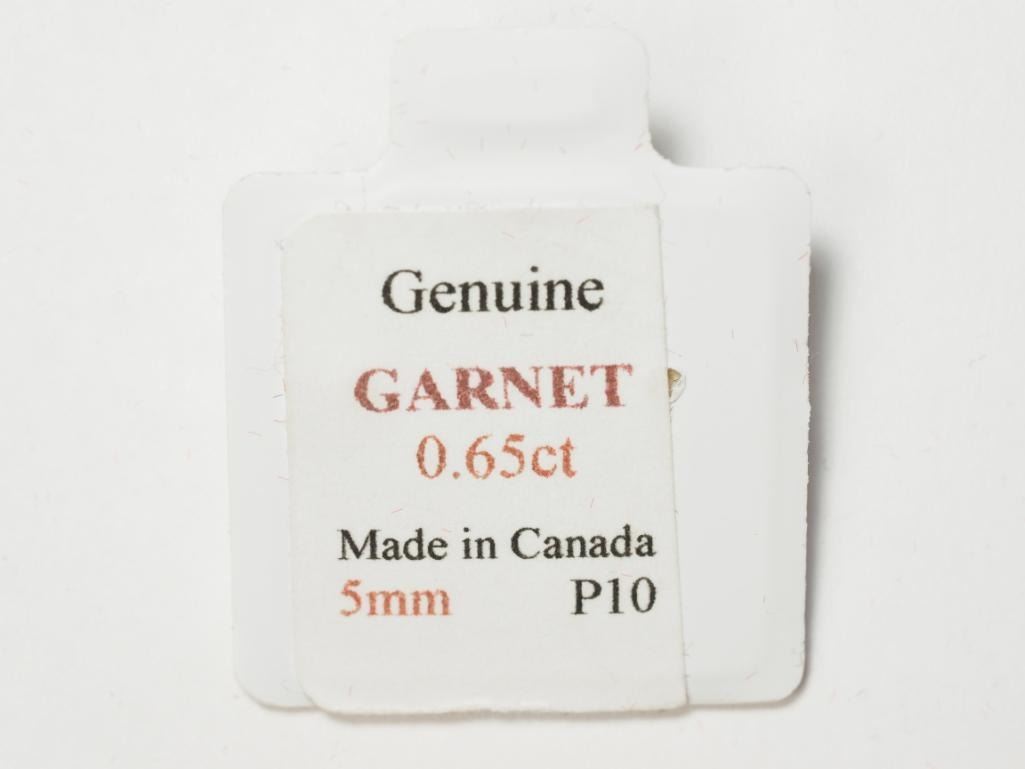 Genuine
GARNET
0.65ct
Made in Canada
5mm P10